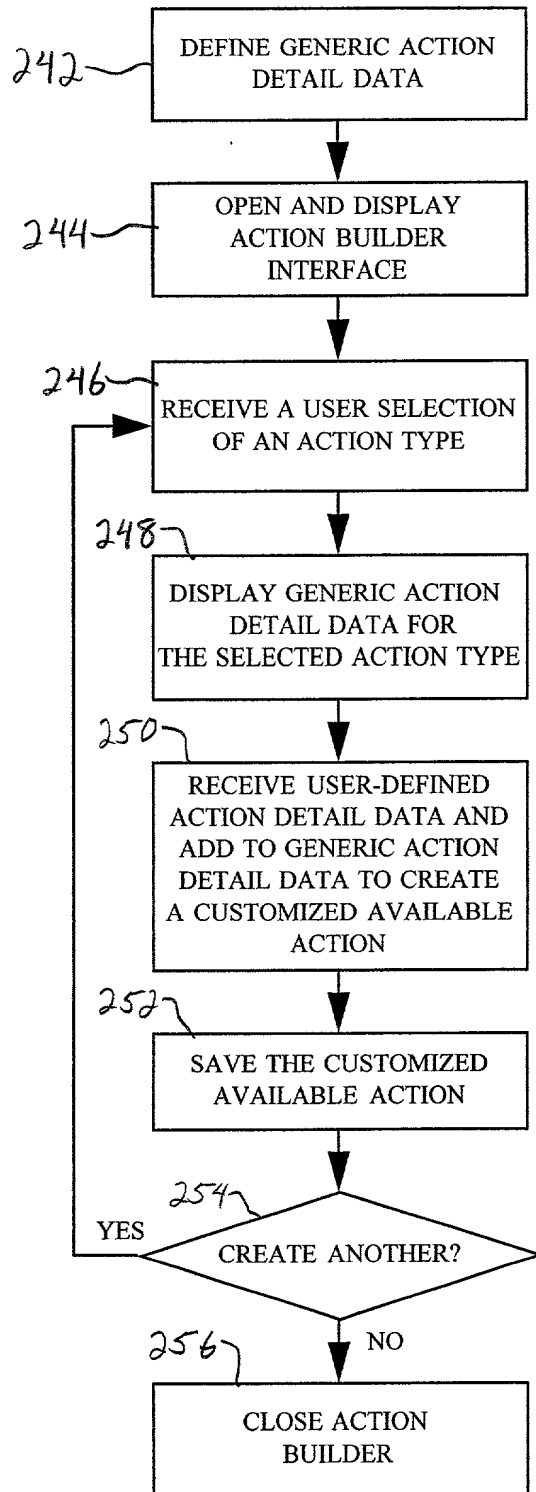 242
DEFINE GENERIC ACTION
DETAIL DATA
244
OPEN AND DISPLAY
ACTION BUILDER
INTERFACE
246
RECEIVE A USER SELECTION
OF AN ACTION TYPE
248
DISPLAY GENERIC ACTION
DETAIL DATA FOR
THE SELECTED ACTION TYPE
250
RECEIVE USER-DEFINED
ACTION DETAIL DATA AND
ADD TO GENERIC ACTION
DETAIL DATA TO CREATE
A CUSTOMIZED AVAILABLE
ACTION
252
SAVE THE CUSTOMIZED
AVAILABLE ACTION
254
YES
CREATE ANOTHER?
NO
256
CLOSE ACTION
BUILDER